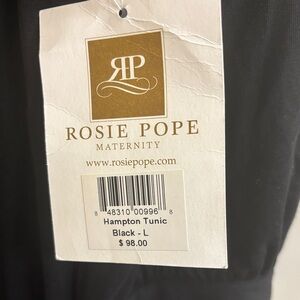 RP
ROSIE POPE
MATERNITY
www.rosiepope.com
8 48310 00996 8
Hampton Tunic
Black - L
$ 98.00